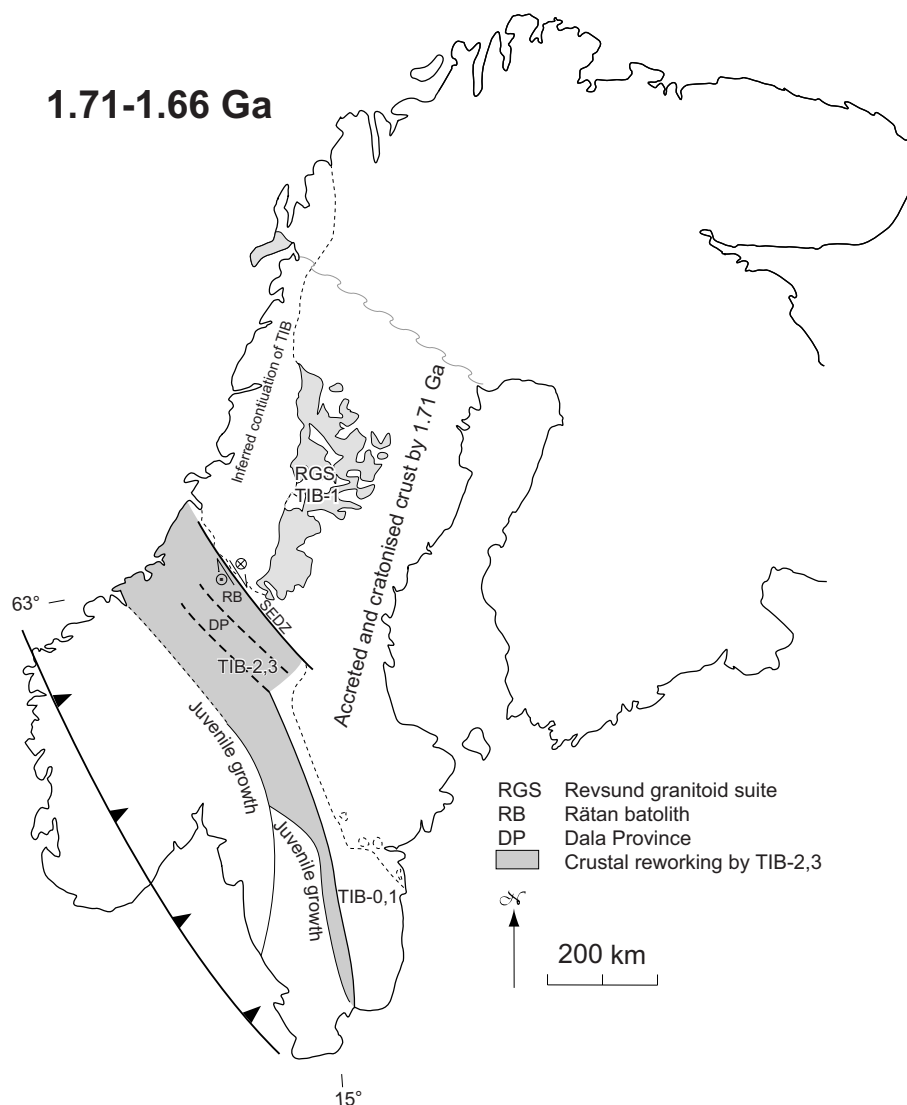 1.71-1.66 Ga
Inferred contiuation of TIB
Accreted and cratonised crust by 1.71 Ga
RGS,
TIB-1
63°
RB
SEDZ
DP
TIB-2,3
Juvenile growth
Juvenile growth
TIB-0,1
RGS Revsund granitoid suite
RB Rätan batolith
DP Dala Province
Crustal reworking by TIB-2,3
N
200 km
15°